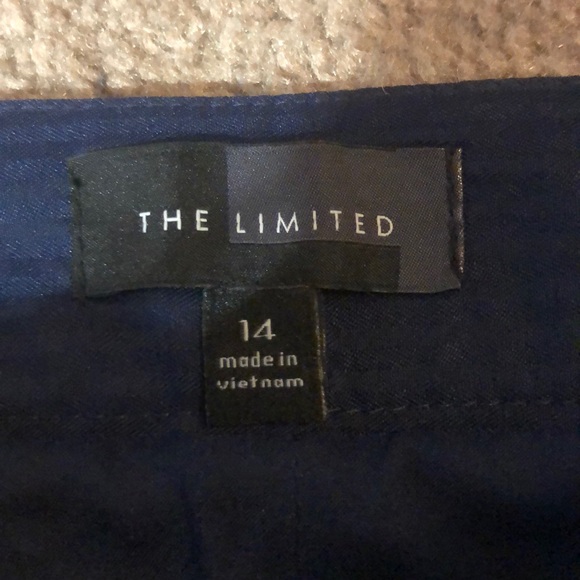 THE LIMITED
14
made in
vietnam